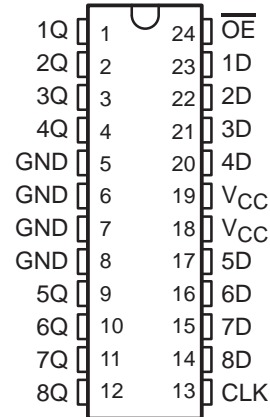 1Q 1 24 OE
2Q 2 23 1D
3Q 3 22 2D
4Q 4 21 3D
GND 5 20 4D
GND 6 19 VCC
GND 7 18 VCC
GND 8 17 5D
5Q 9 16 6D
6Q 10 15 7D
7Q 11 14 8D
8Q 12 13 CLK